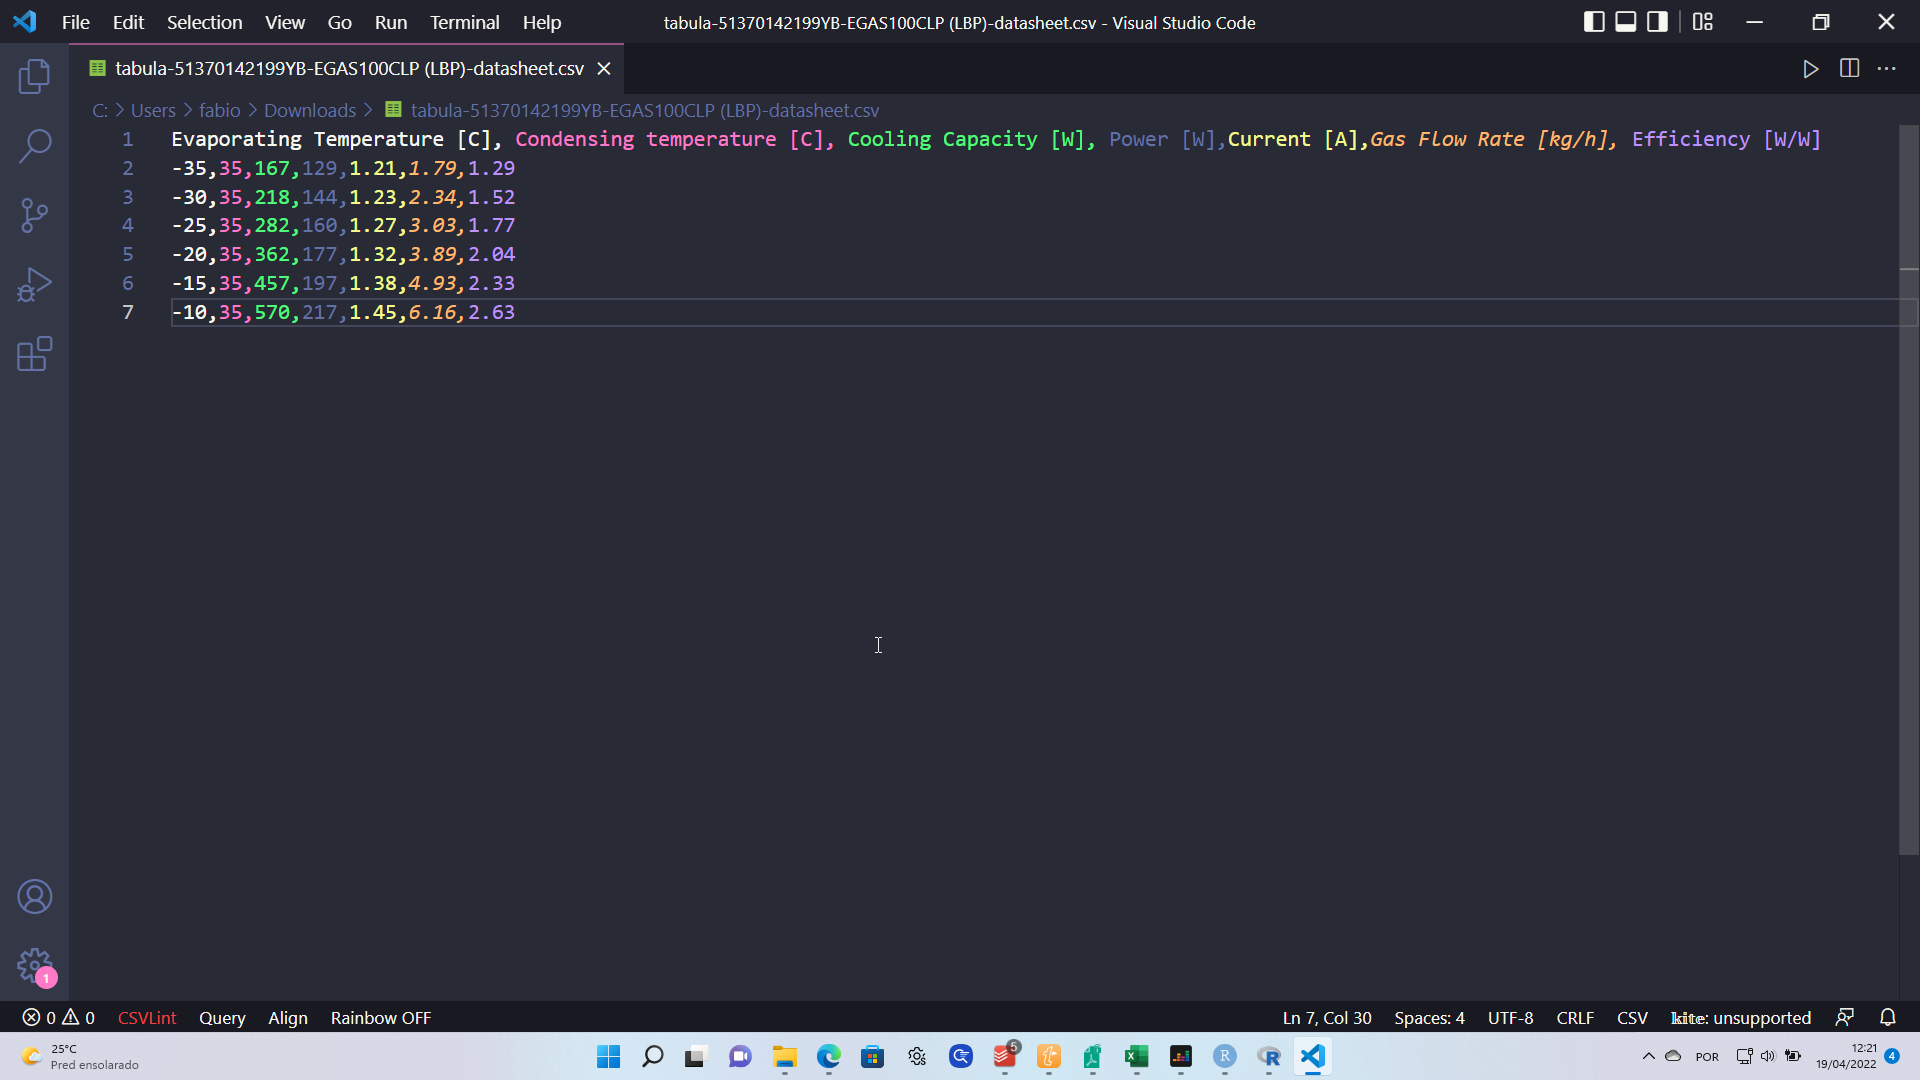 File Edit Selection View Go Run Terminal Help tabula-51370142199YB-EGAS100CLP (LBP)-datasheet.csv - Visual Studio Code
tabula-51370142199YB-EGAS100CLP (LBP)-datasheet.csv
C: > Users > fabio > Downloads > tabula-51370142199YB-EGAS100CLP (LBP)-datasheet.csv
1 Evaporating Temperature [C], Condensing temperature [C], Cooling Capacity [W], Power [W],Current [A],Gas Flow Rate [kg/h], Efficiency [W/W]
2 -35,35,167,129,1.21,1.79,1.29
3 -30,35,218,144,1.23,2.34,1.52
4 -25,35,282,160,1.27,3.03,1.77
5 -20,35,362,177,1.32,3.89,2.04
6 -15,35,457,197,1.38,4.93,2.33
7 -10,35,570,217,1.45,6.16,2.63
1
0 0 CSVLint Query Align Rainbow OFF Ln 7, Col 30 Spaces: 4 UTF-8 CRLF CSV kite: unsupported
25°C
Pred ensolarado
5
R
R
POR
12:21
19/04/2022
4